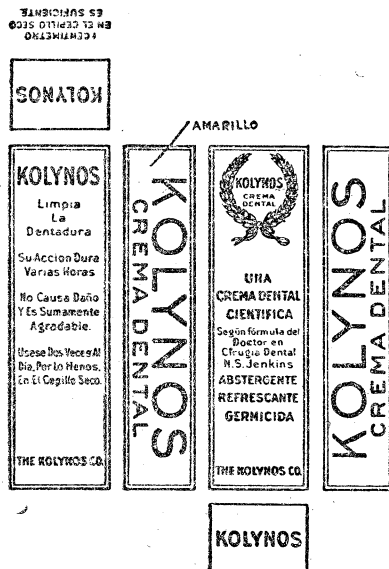 1 CENTIMETRO
EN EL CEPILLO SECO
ES SUFICIENTE
KOLYNOS
AMARILLO
KOLYNOS
Limpia
La
Dentadura
Su Accion Dura
Varias Horas
No Causa Daño
Y Es Sumamente
Agradable.
Usese Dos Veces Al
Dia, Por Lo Menos,
En El Cepillo Seco.
THE KOLYNOS CO.
KOLYNOS
CREMA DENTAL
KOLYNOS
CREMA
DENTAL
UNA
CREMA DENTAL
CIENTIFICA
Según fórmula del
Doctor en
Cirugia Dental
N.S. Jenkins
ABSTERGENTE
REFRESCANTE
GERMICIDA
THE KOLYNOS CO.
KOLYNOS
CREMA DENTAL
KOLYNOS